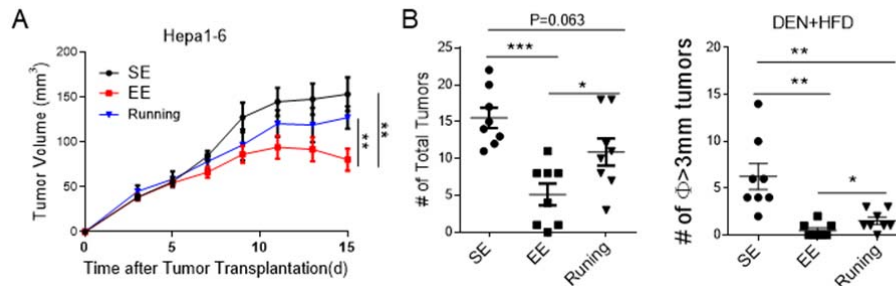 A
Hepa1-6
Tumor Volume (mm3)
200
150
100
50
0
SE
EE
Running
**
**
0
5
10
15
Time after Tumor Transplantation(d)
B
P=0.063
***
*
# of Total Tumors
25
20
15
10
5
0
SE
EE
Runing
DEN+HFD
**
**
*
# of Φ>3mm tumors
20
15
10
5
0
SE
EE
Runing